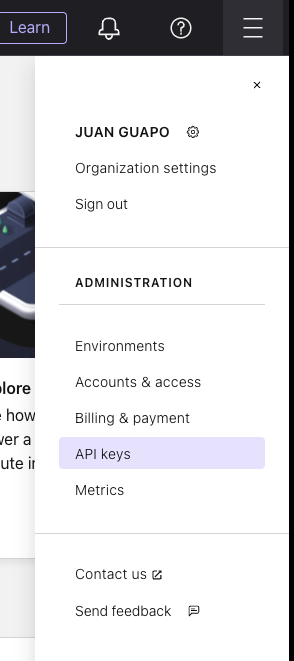 Learn
×
JUAN GUAPO
Organization settings
Sign out
ADMINISTRATION
Environments
Accounts & access
plore
e how
Billing & payment
wer a
API keys
ute in
Metrics
Contact us
Send feedback